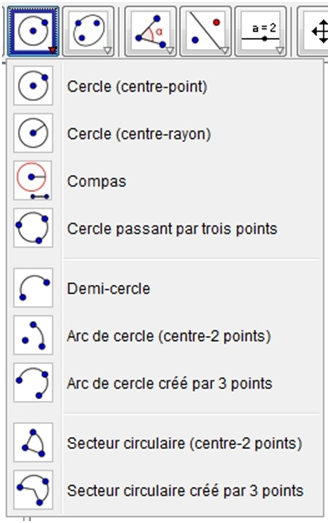 α
a = 2
Cercle (centre-point)
Cercle (centre-rayon)
Compas
Cercle passant par trois points
Demi-cercle
Arc de cercle (centre-2 points)
Arc de cercle créé par 3 points
Secteur circulaire (centre-2 points)
Secteur circulaire créé par 3 points